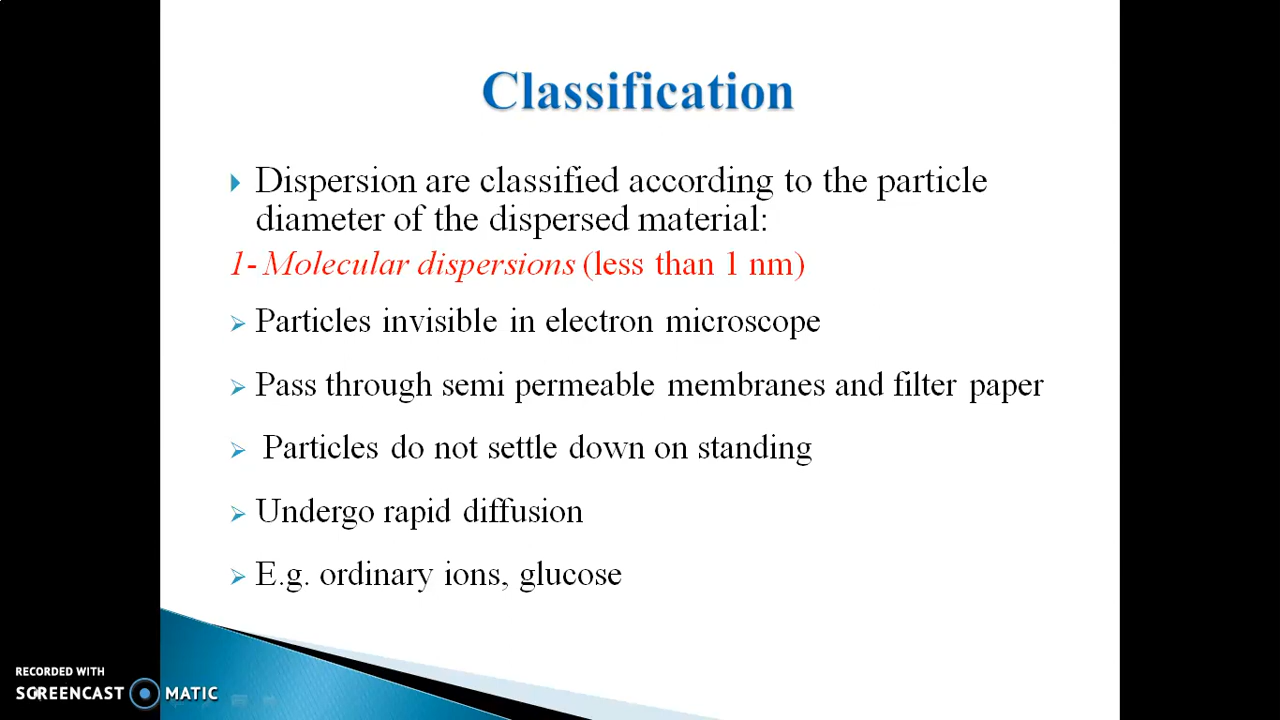 Classification
Dispersion are classified according to the particle
diameter of the dispersed material:
1- Molecular dispersions (less than 1 nm)
Particles invisible in electron microscope
Pass through semi permeable membranes and filter paper
Particles do not settle down on standing
Undergo rapid diffusion
E.g. ordinary ions, glucose
RECORDED WITH
SCREENCAST MATIC